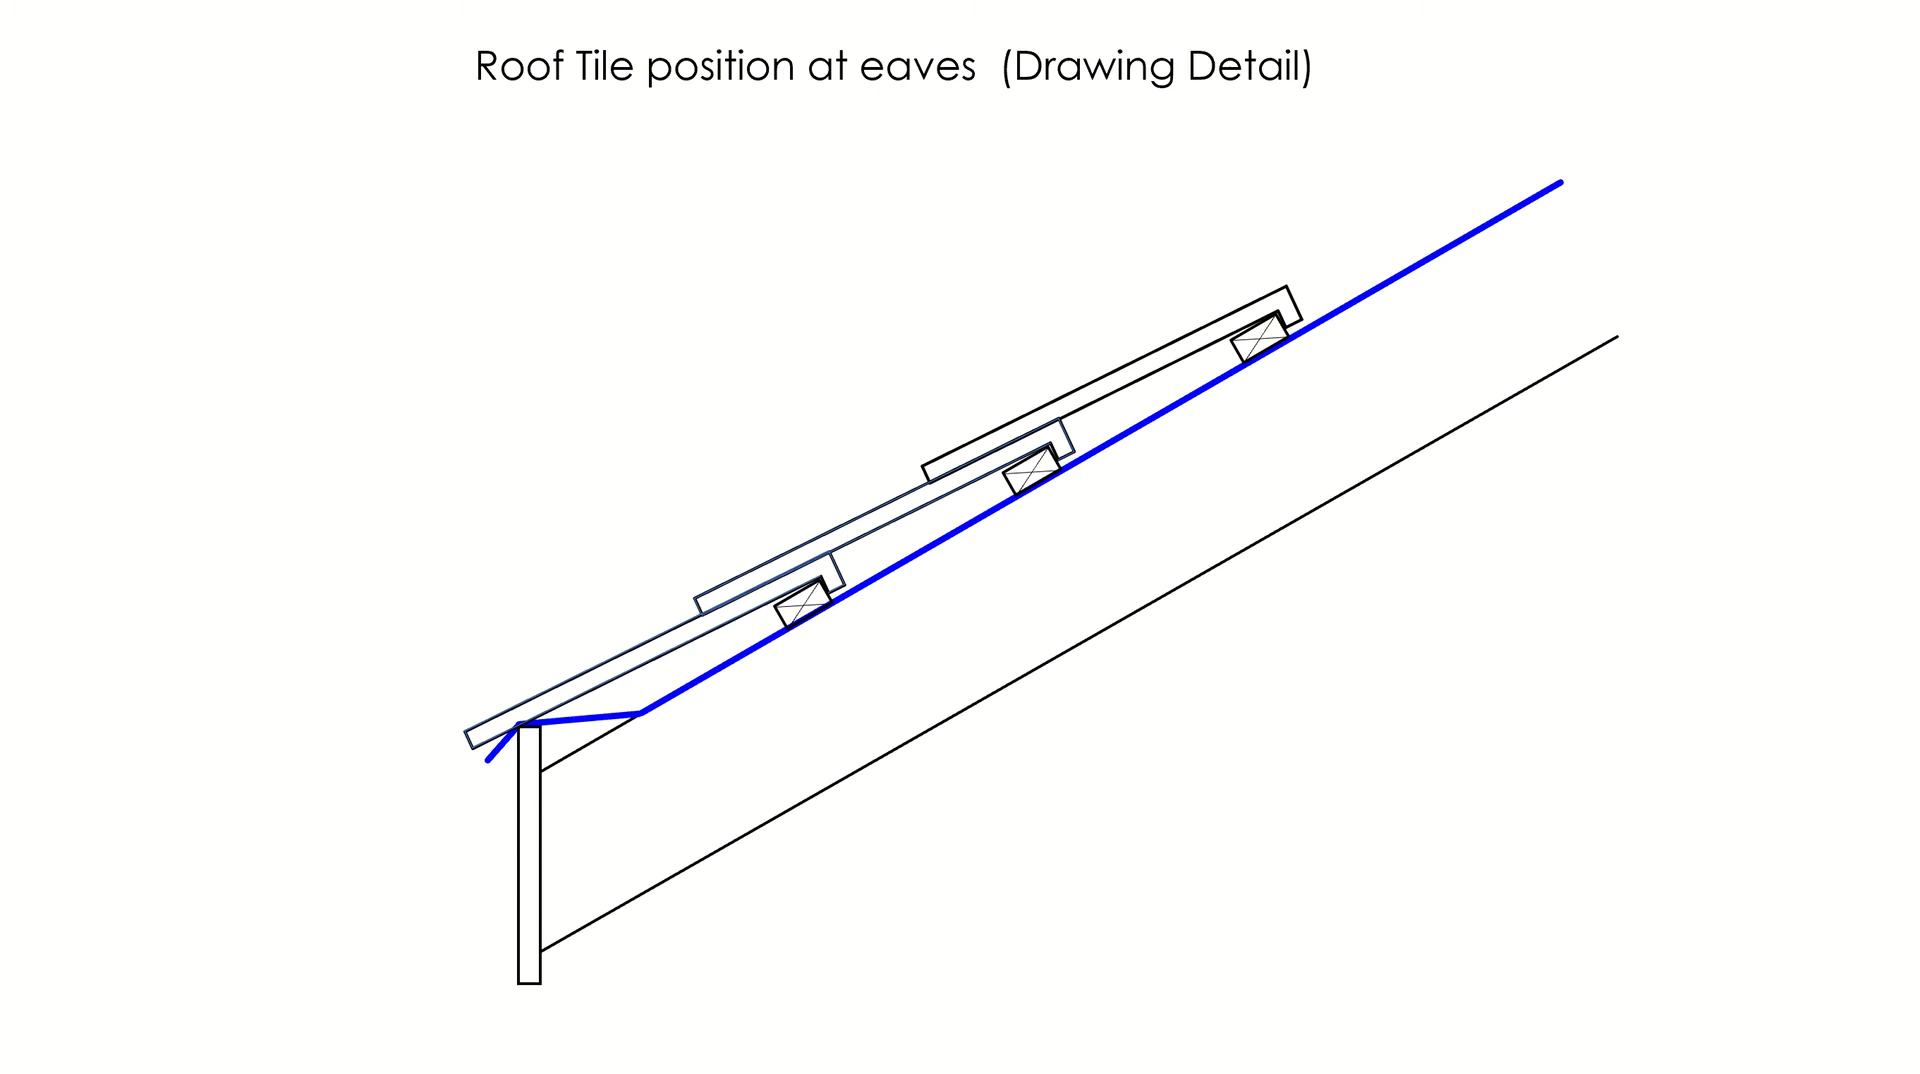 Roof Tile position at eaves  (Drawing Detail)